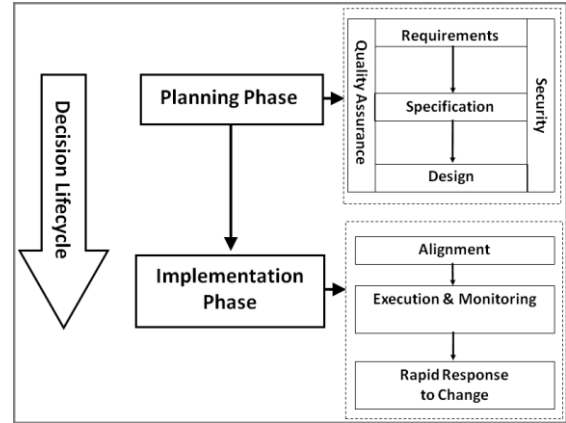 Decision Lifecycle
Planning Phase
Quality Assurance
Requirements
Specification
Design
Security
Implementation
Phase
Alignment
Execution & Monitoring
Rapid Response
to Change